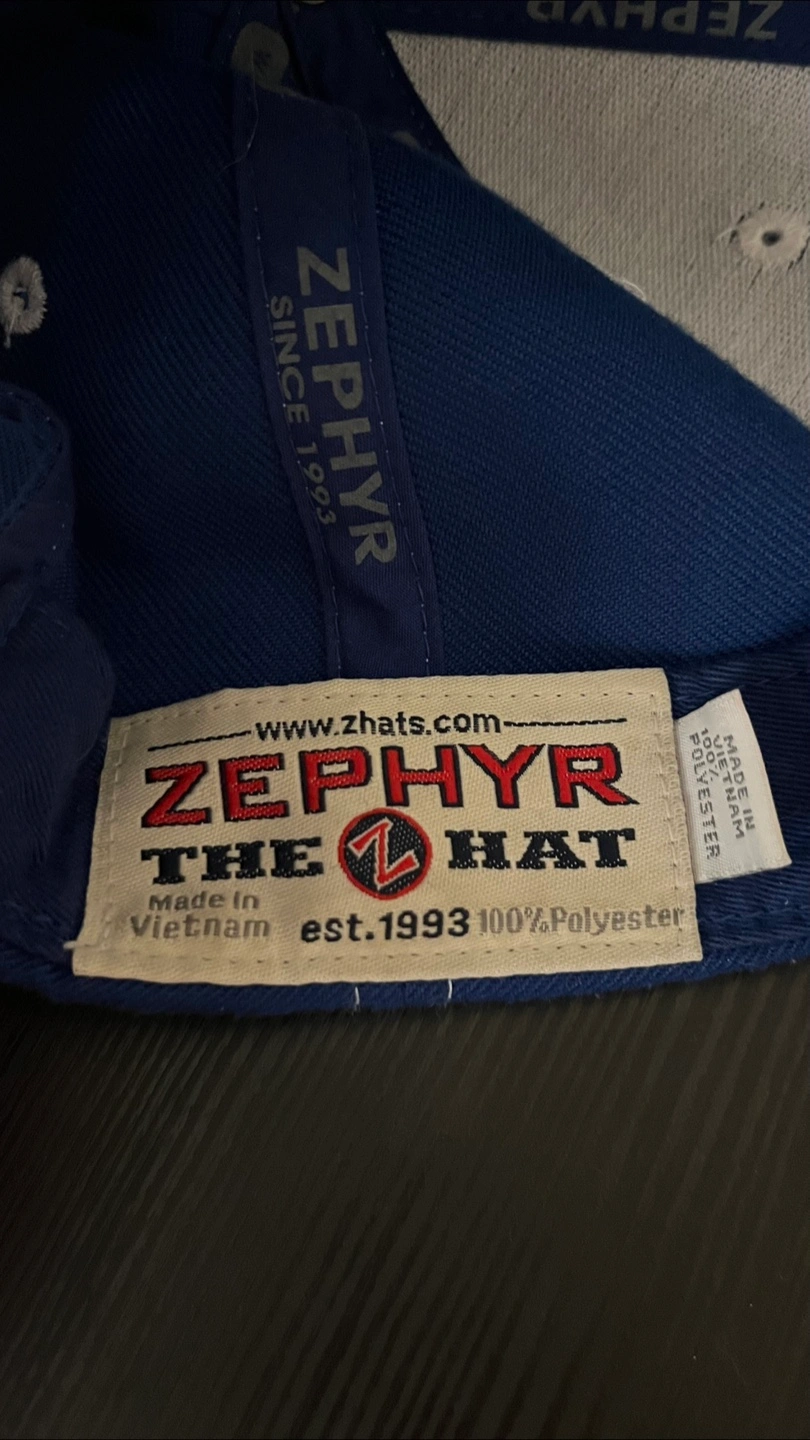 ZEPHYR
ZEPHYR
SINCE 1993
www.zhats.com
ZEPHYR
THE Z HAT
Made in
Vietnam
est.1993
100%Polyester
MADE IN
VIETNAM
100%
POLYESTER